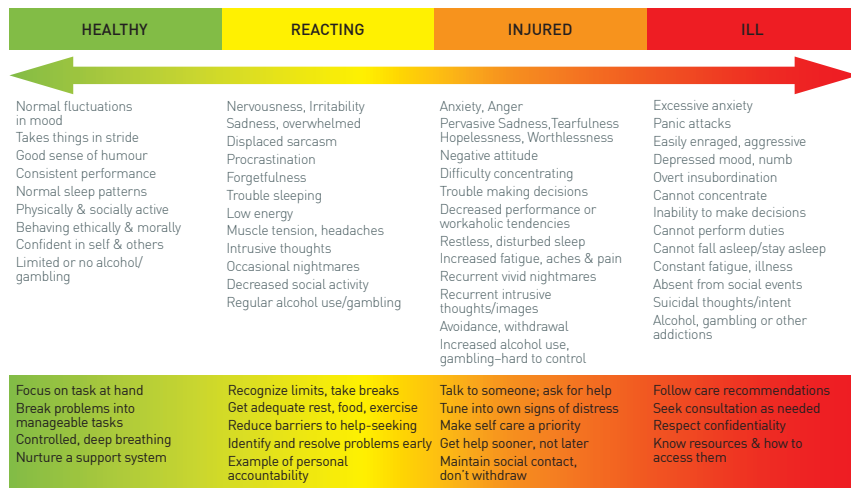 HEALTHY
REACTING
INJURED
ILL
Normal fluctuations
in mood
Takes things in stride
Good sense of humour
Consistent performance
Normal sleep patterns
Physically & socially active
Behaving ethically & morally
Confident in self & others
Limited or no alcohol/
gambling
Nervousness, Irritability
Sadness, overwhelmed
Displaced sarcasm
Procrastination
Forgetfulness
Trouble sleeping
Low energy
Muscle tension, headaches
Intrusive thoughts
Occasional nightmares
Decreased social activity
Regular alcohol use/gambling
Anxiety, Anger
Pervasive Sadness,Tearfulness
Hopelessness, Worthlessness
Negative attitude
Difficulty concentrating
Trouble making decisions
Decreased performance or
workaholic tendencies
Restless, disturbed sleep
Increased fatigue, aches & pain
Recurrent vivid nightmares
Recurrent intrusive
thoughts/images
Avoidance, withdrawal
Increased alcohol use,
gambling–hard to control
Excessive anxiety
Panic attacks
Easily enraged, aggressive
Depressed mood, numb
Overt insubordination
Cannot concentrate
Inability to make decisions
Cannot perform duties
Cannot fall asleep/stay asleep
Constant fatigue, illness
Absent from social events
Suicidal thoughts/intent
Alcohol, gambling or other
addictions
Focus on task at hand
Break problems into
manageable tasks
Controlled, deep breathing
Nurture a support system
Recognize limits, take breaks
Get adequate rest, food, exercise
Reduce barriers to help-seeking
Identify and resolve problems early
Example of personal
accountability
Talk to someone; ask for help
Tune into own signs of distress
Make self care a priority
Get help sooner, not later
Maintain social contact,
don't withdraw
Follow care recommendations
Seek consultation as needed
Respect confidentiality
Know resources & how to
access them